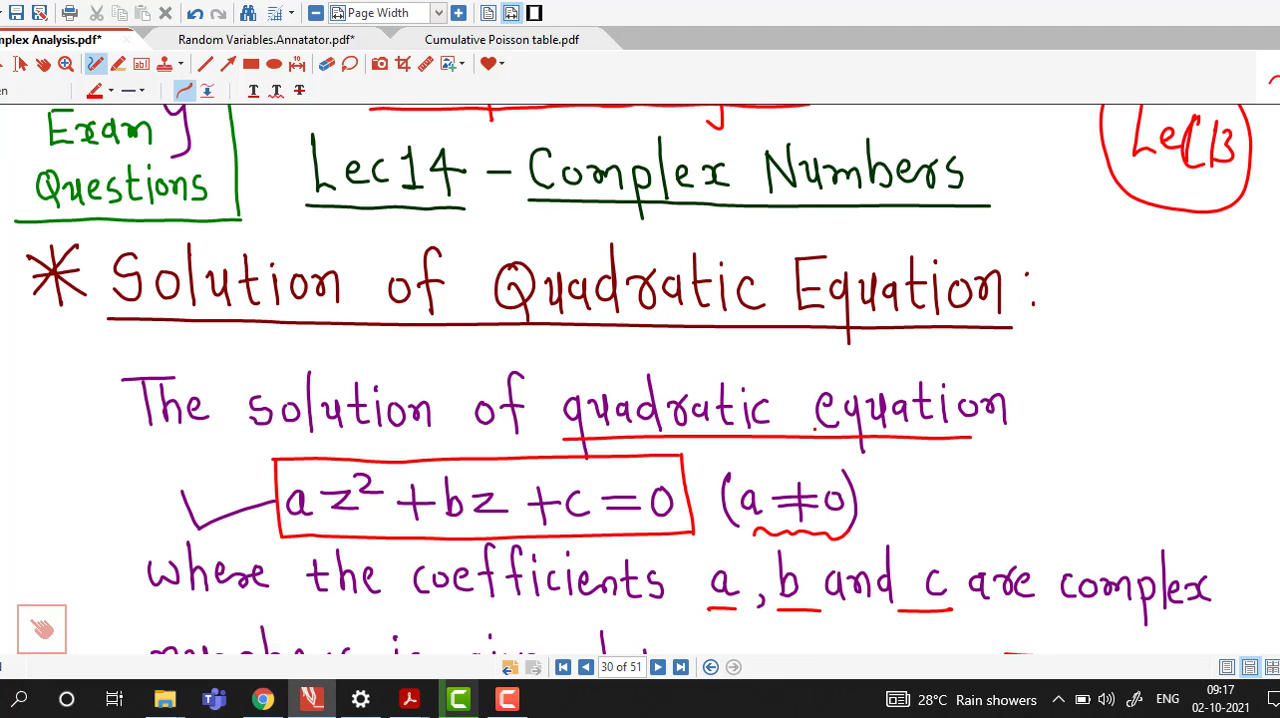 Page Width
mplex Analysis.pdf*
Random Variables.Annatator.pdf*
Cumulative Poisson table.pdf
Exam
Questions
Lec14 - Complex Numbers
* Solution of Quadratic Equation :
The solution of quadratic equation
az² + bz + c = 0 (a ≠ 0)
where the coefficients a, b and c are complex
30 of 51
28°C Rain showers
ENG
09:17
02-10-2021